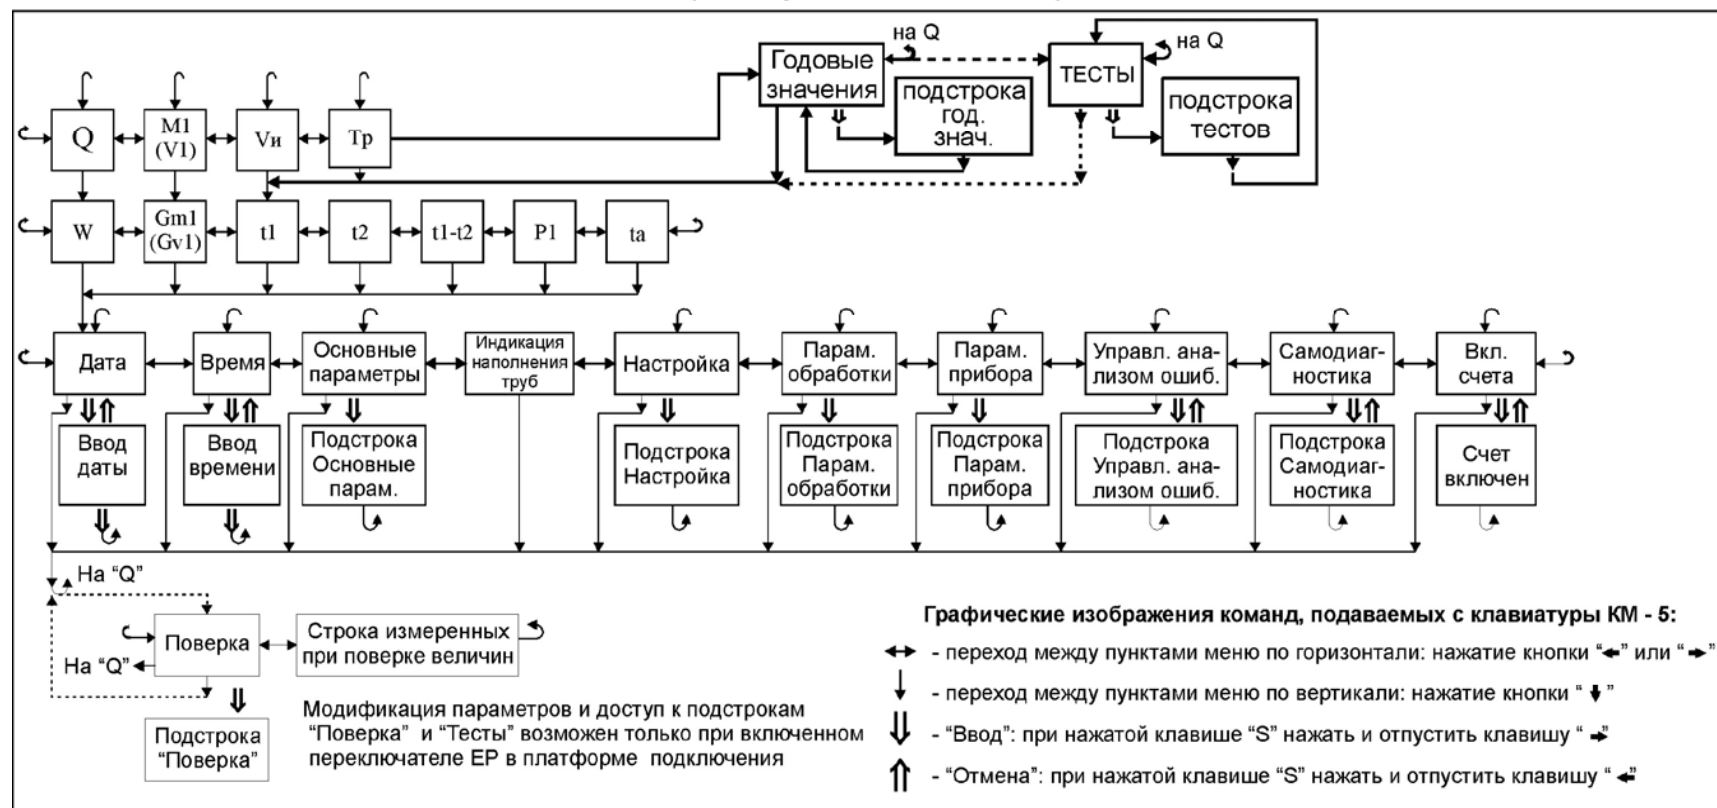 на Q
на Q
Годовые
значения
ТЕСТЫ
подстрока
год.
знач.
подстрока
тестов
Q
M1
(V1)
Vи
Тр
W
Gm1
(Gv1)
t1
t2
t1-t2
P1
ta
Дата
Время
Основные
параметры
Индикация
наполнения
труб
Настройка
Парам.
обработки
Парам.
прибора
Управл. ана-
лизом ошиб.
Самодиаг-
ностика
Вкл.
счета
Ввод
даты
Ввод
времени
Подстрока
Основные
парам.
Подстрока
Настройка
Подстрока
Парам.
обработки
Подстрока
Парам.
прибора
Подстрока
Управл. ана-
лизом ошиб.
Подстрока
Самодиаг-
ностика
Счет
включен
На “Q”
Поверка
Строка измеренных
при поверке величин
На “Q”
Подстрока
“Поверка”
Модификация параметров и доступ к подстрокам
“Поверка” и “Тесты” возможен только при включенном
переключателе EP в платформе подключения
Графические изображения команд, подаваемых с клавиатуры КМ - 5:
↔ - переход между пунктами меню по горизонтали: нажатие кнопки “←” или “→”
↓ - переход между пунктами меню по вертикали: нажатие кнопки “↓”
⇓ - “Ввод”: при нажатой клавише “S” нажать и отпустить клавишу “→”
⇑ - “Отмена”: при нажатой клавише “S” нажать и отпустить клавишу “←”